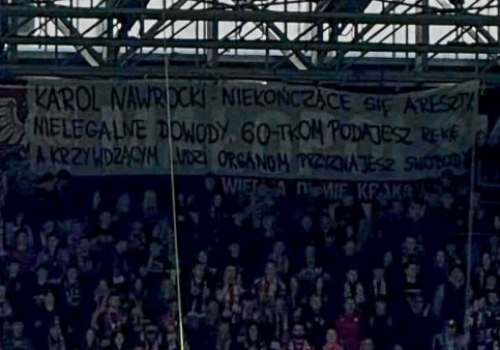 KAROL NAWROCKI - NIEKOŃCZĄCE SIĘ ARESZTY,
NIELEGALNE DOWODY, 60-TKOM PODAJESZ RĘKĘ
A KRZYWDZĄCYM LUDZI ORGANOM PRZYZNAJESZ SWOBODĘ